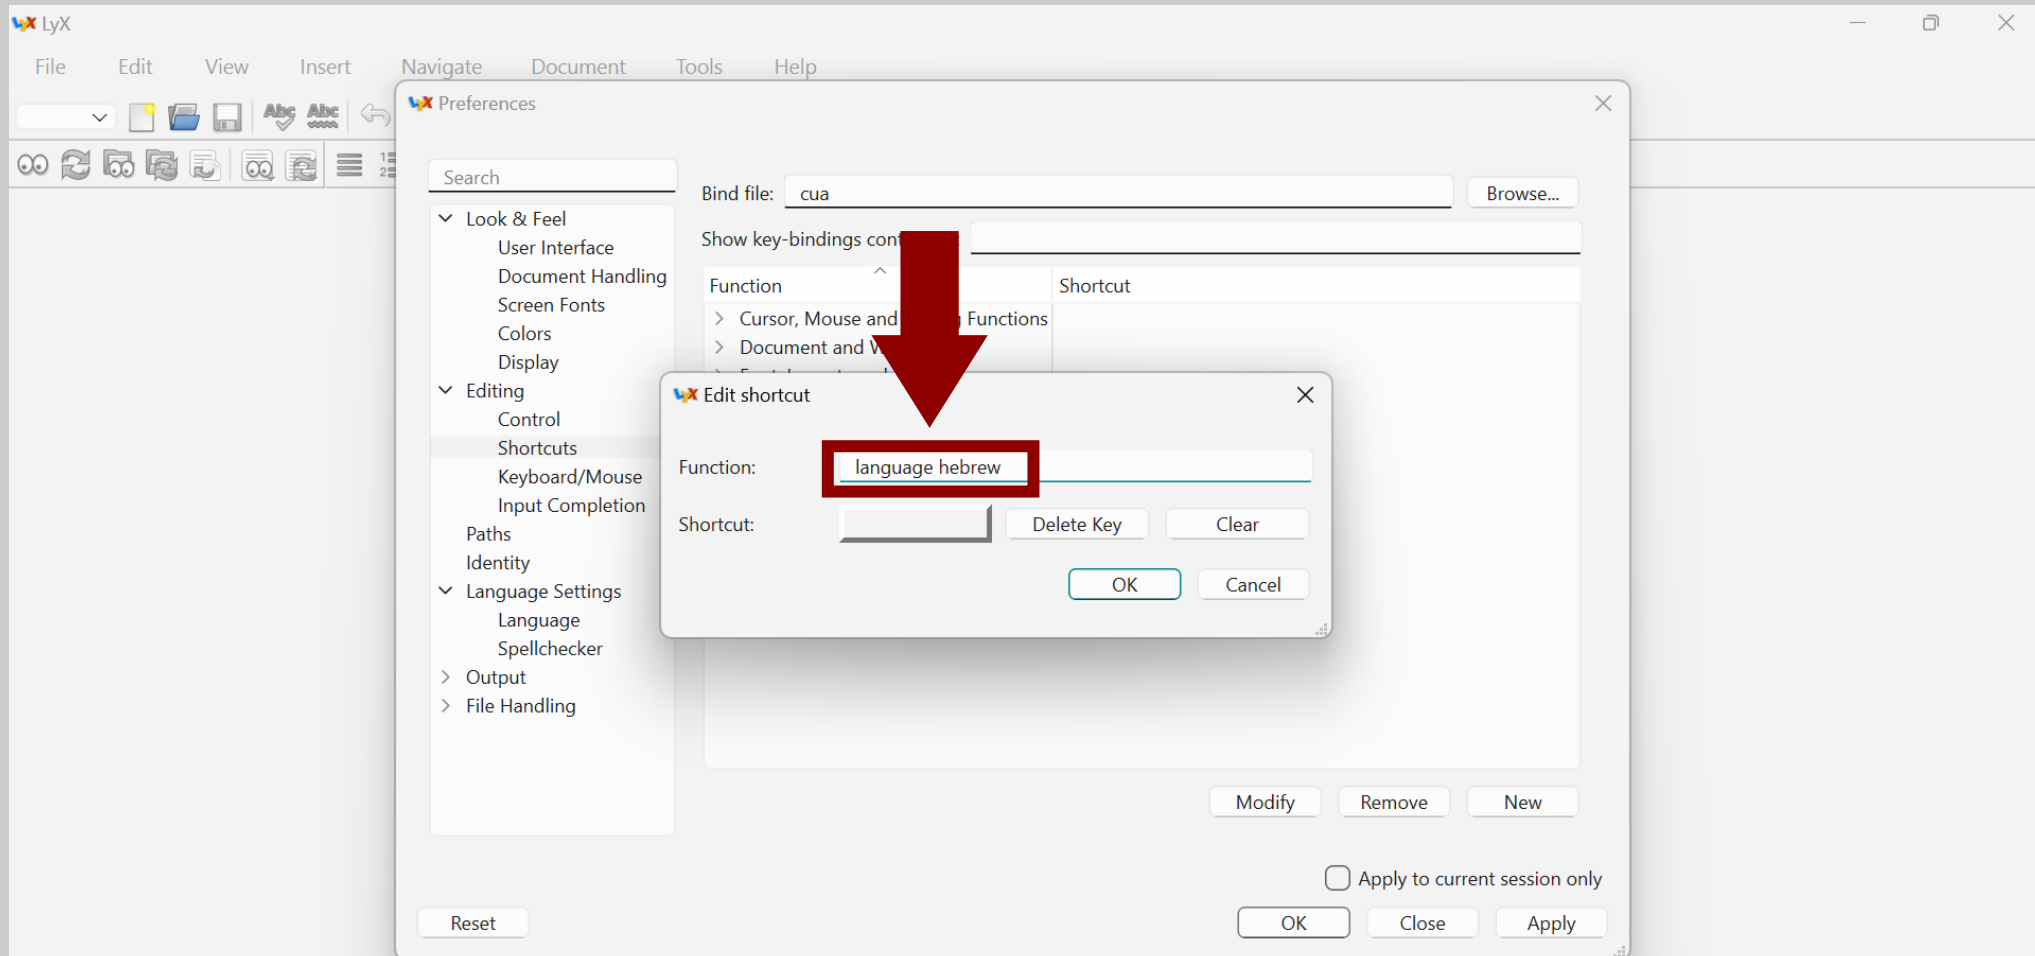 LyX
File Edit View Insert Navigate Document Tools Help
Abc Abc
Preferences
Search
Look & Feel
User Interface
Document Handling
Screen Fonts
Colors
Display
Editing
Control
Shortcuts
Keyboard/Mouse
Input Completion
Paths
Identity
Language Settings
Language
Spellchecker
Output
File Handling
Bind file: cua Browse...
Show key-bindings
Function Shortcut
Cursor, Mouse and Functions
Document and
Edit shortcut
Function: language hebrew
Shortcut: Delete Key Clear
OK Cancel
Modify Remove New
Apply to current session only
Reset OK Close Apply